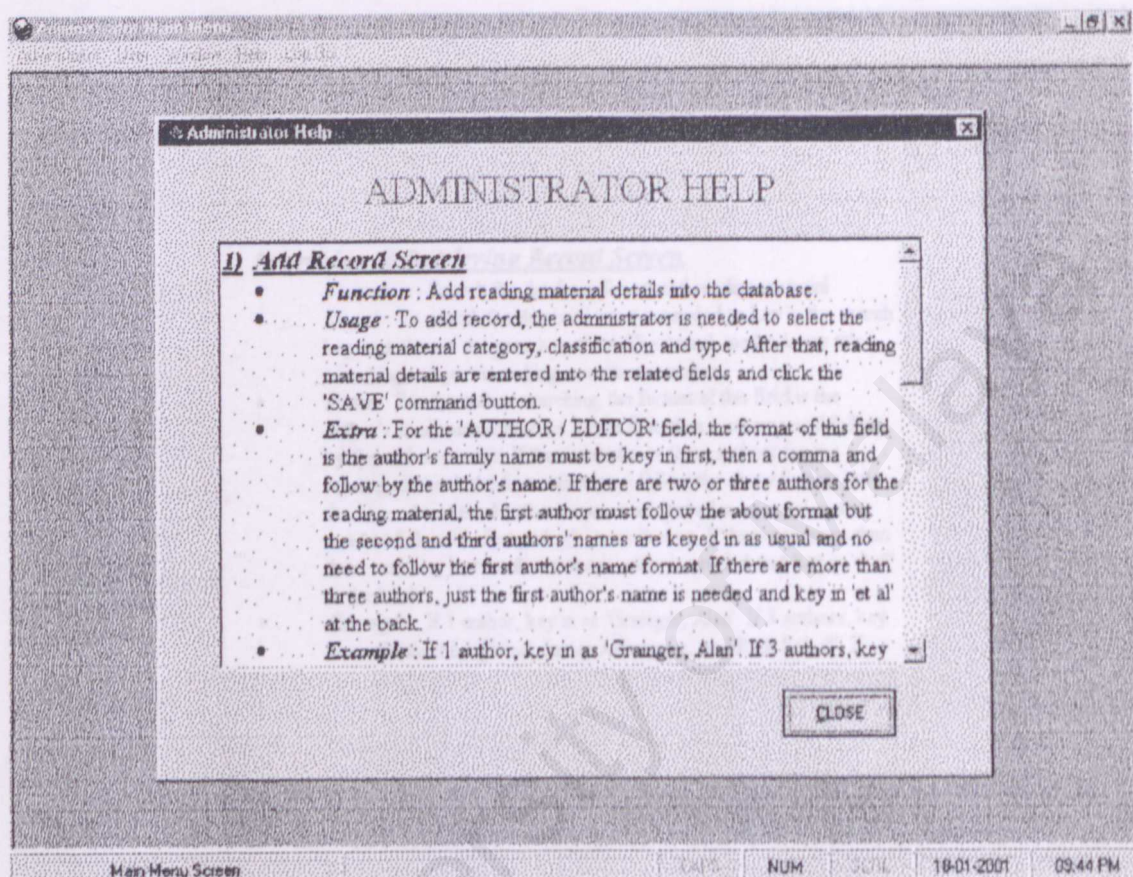 Administrator Help
ADMINISTRATOR HELP
1) Add Record Screen
• Function : Add reading material details into the database.
• Usage : To add record, the administrator is needed to select the
reading material category, classification and type. After that, reading
material details are entered into the related fields and click the
'SAVE' command button.
• Extra : For the 'AUTHOR / EDITOR' field, the format of this field
is the author's family name must be key in first, then a comma and
follow by the author's name. If there are two or three authors for the
reading material, the first author must follow the about format but
the second and third authors' names are keyed in as usual and no
need to follow the first author's name format. If there are more than
three authors, just the first author's name is needed and key in 'et al'
at the back.
• Example : If 1 author, key in as 'Grainger, Alan'. If 3 authors, key
CLOSE
Main Menu Screen CAPS NUM SCRL 18-01-2001 09:44 PM
of Malaya